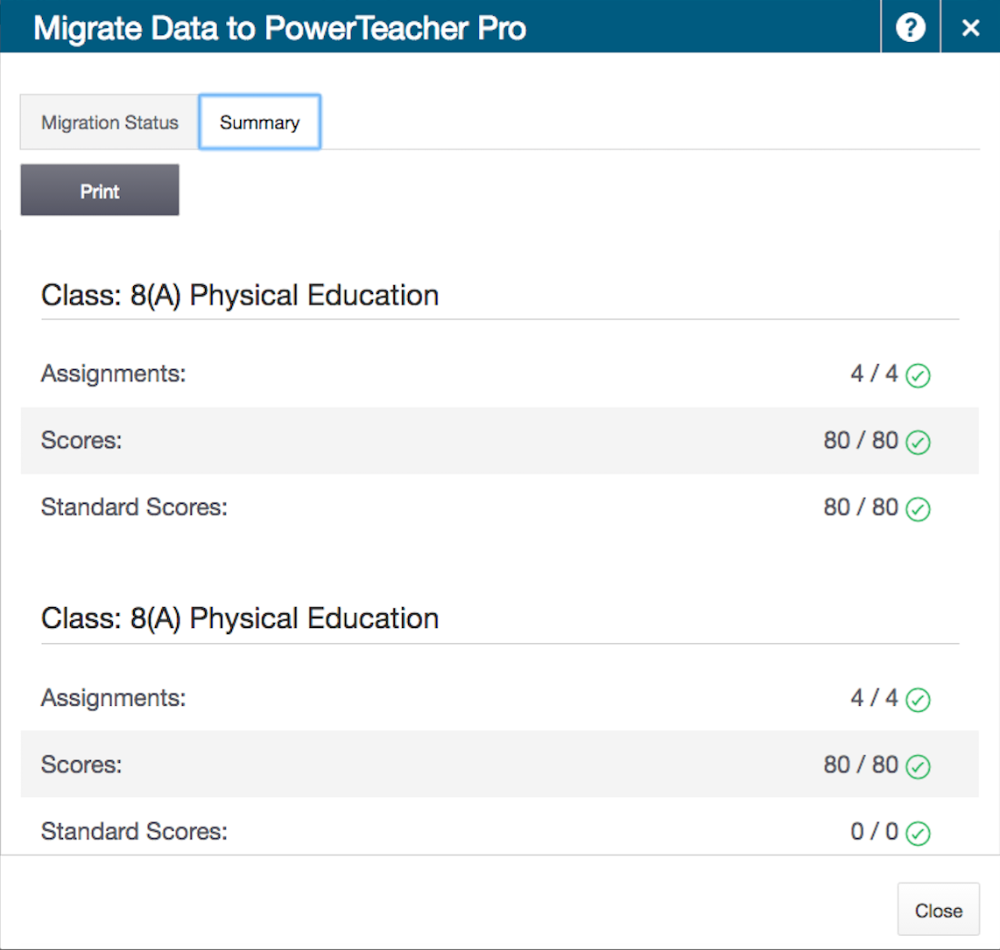 Migrate Data to PowerTeacher Pro ? ×
Migration Status Summary
Print
Class: 8(A) Physical Education
Assignments: 4 / 4
Scores: 80 / 80
Standard Scores: 80 / 80
Class: 8(A) Physical Education
Assignments: 4 / 4
Scores: 80 / 80
Standard Scores: 0 / 0
Close